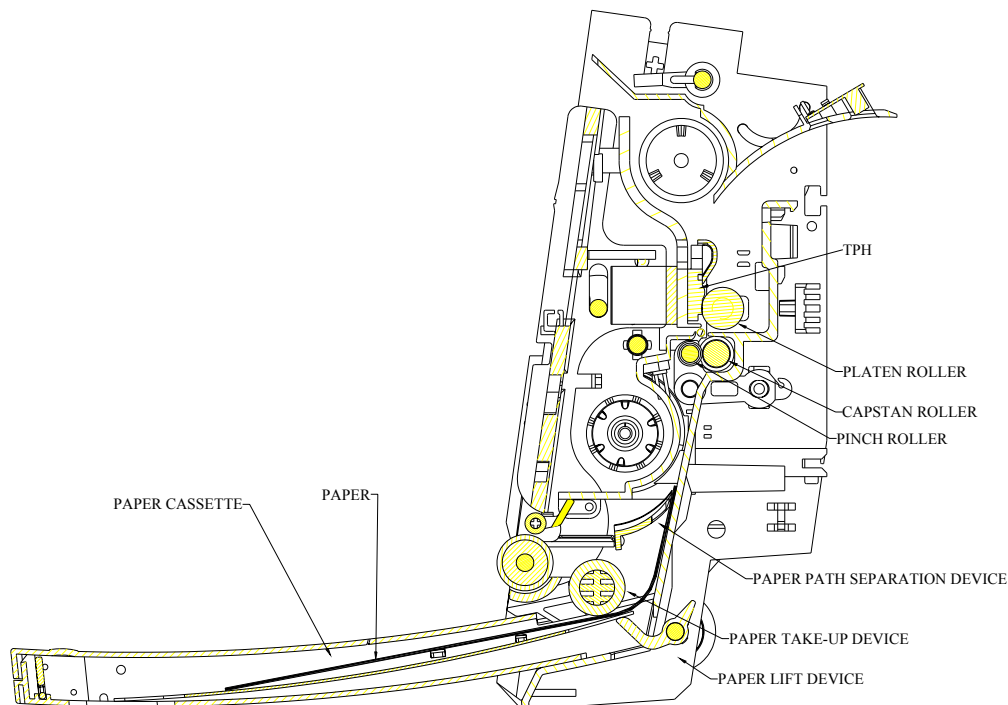 TPH
PLATEN ROLLER
CAPSTAN ROLLER
PINCH ROLLER
PAPER
PAPER CASSETTE
PAPER PATH SEPARATION DEVICE
PAPER TAKE-UP DEVICE
PAPER LIFT DEVICE